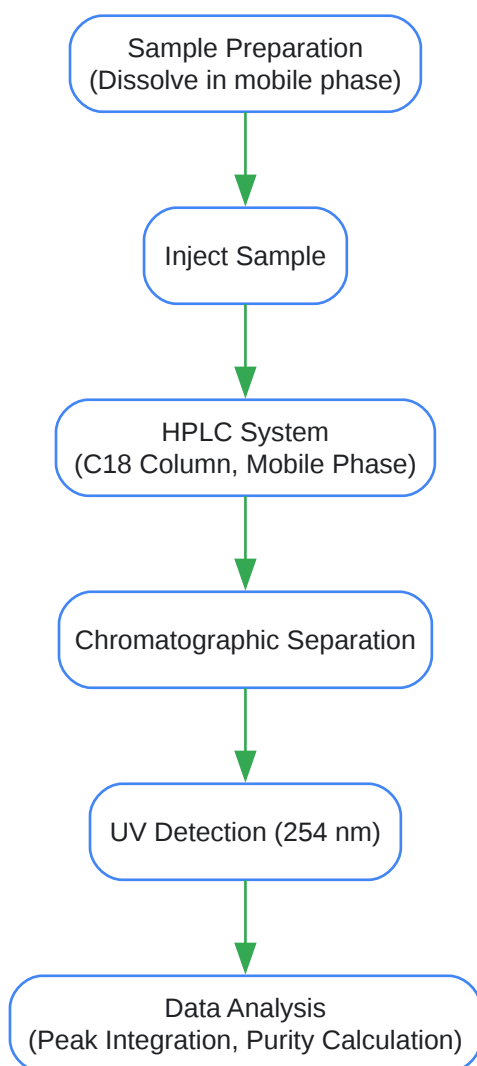 Sample Preparation
(Dissolve in mobile phase)
Inject Sample
HPLC System
(C18 Column, Mobile Phase)
Chromatographic Separation
UV Detection (254 nm)
Data Analysis
(Peak Integration, Purity Calculation)